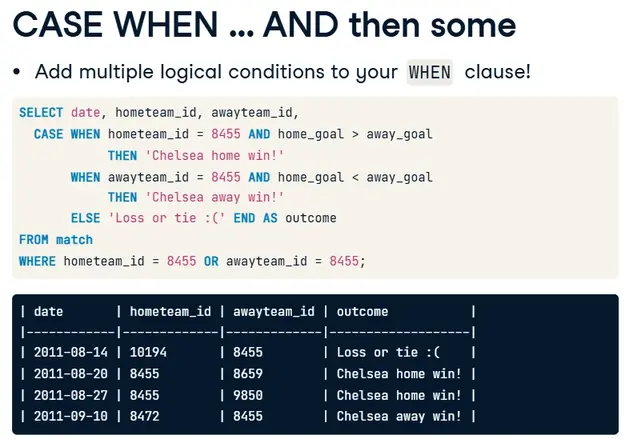 CASE WHEN ... AND then some
• Add multiple logical conditions to your WHEN clause!
SELECT date, hometeam_id, awayteam_id,
  CASE WHEN hometeam_id = 8455 AND home_goal > away_goal
            THEN 'Chelsea home win!'
       WHEN awayteam_id = 8455 AND home_goal < away_goal
            THEN 'Chelsea away win!'
       ELSE 'Loss or tie :(' END AS outcome
FROM match
WHERE hometeam_id = 8455 OR awayteam_id = 8455;
| date       | hometeam_id | awayteam_id | outcome           |
|------------|-------------|-------------|-------------------|
| 2011-08-14 | 10194       | 8455        | Loss or tie :(    |
| 2011-08-20 | 8455        | 8659        | Chelsea home win! |
| 2011-08-27 | 8455        | 9850        | Chelsea home win! |
| 2011-09-10 | 8472        | 8455        | Chelsea away win! |